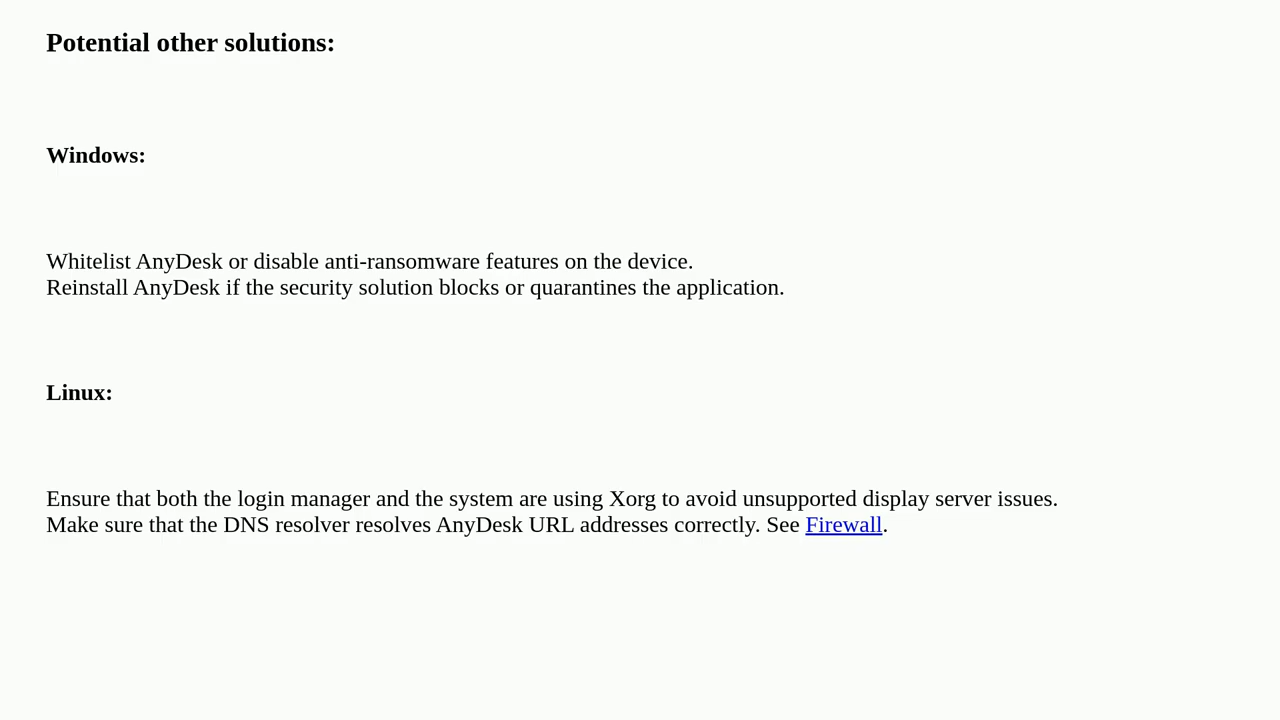 Potential other solutions:
Windows:
Whitelist AnyDesk or disable anti-ransomware features on the device.
Reinstall AnyDesk if the security solution blocks or quarantines the application.
Linux:
Ensure that both the login manager and the system are using Xorg to avoid unsupported display server issues.
Make sure that the DNS resolver resolves AnyDesk URL addresses correctly. See Firewall.